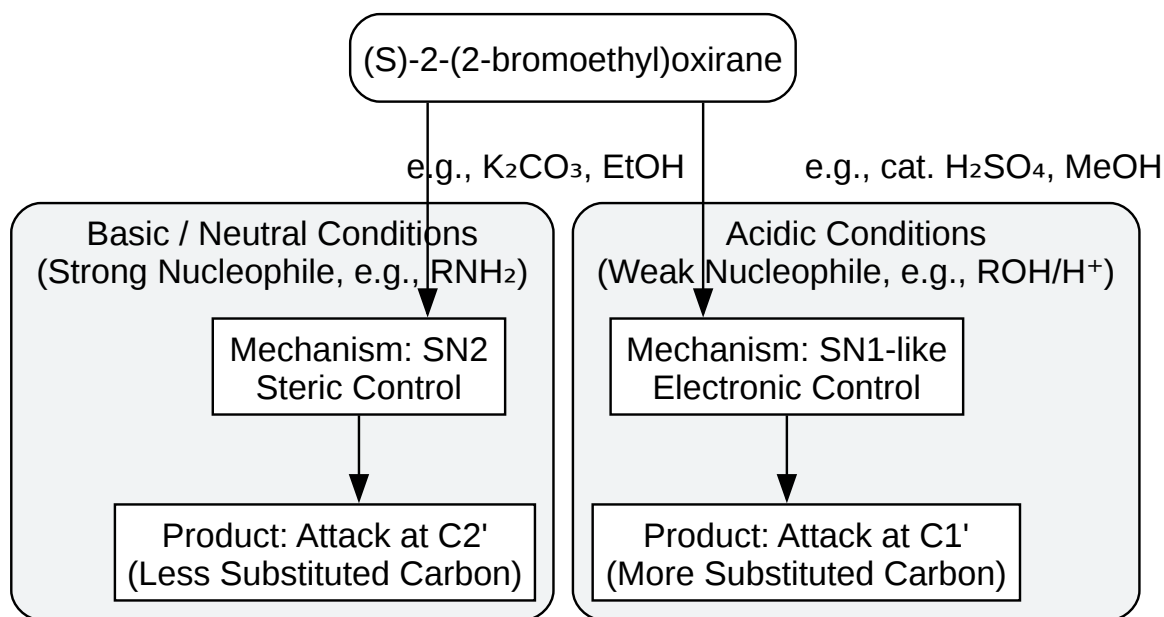 (S)-2-(2-bromoethyl)oxirane
e.g., K₂CO₃, EtOH
e.g., cat. H₂SO₄, MeOH
Basic / Neutral Conditions
(Strong Nucleophile, e.g., RNH₂)
Mechanism: SN2
Steric Control
Product: Attack at C2'
(Less Substituted Carbon)
Acidic Conditions
(Weak Nucleophile, e.g., ROH/H⁺)
Mechanism: SN1-like
Electronic Control
Product: Attack at C1'
(More Substituted Carbon)